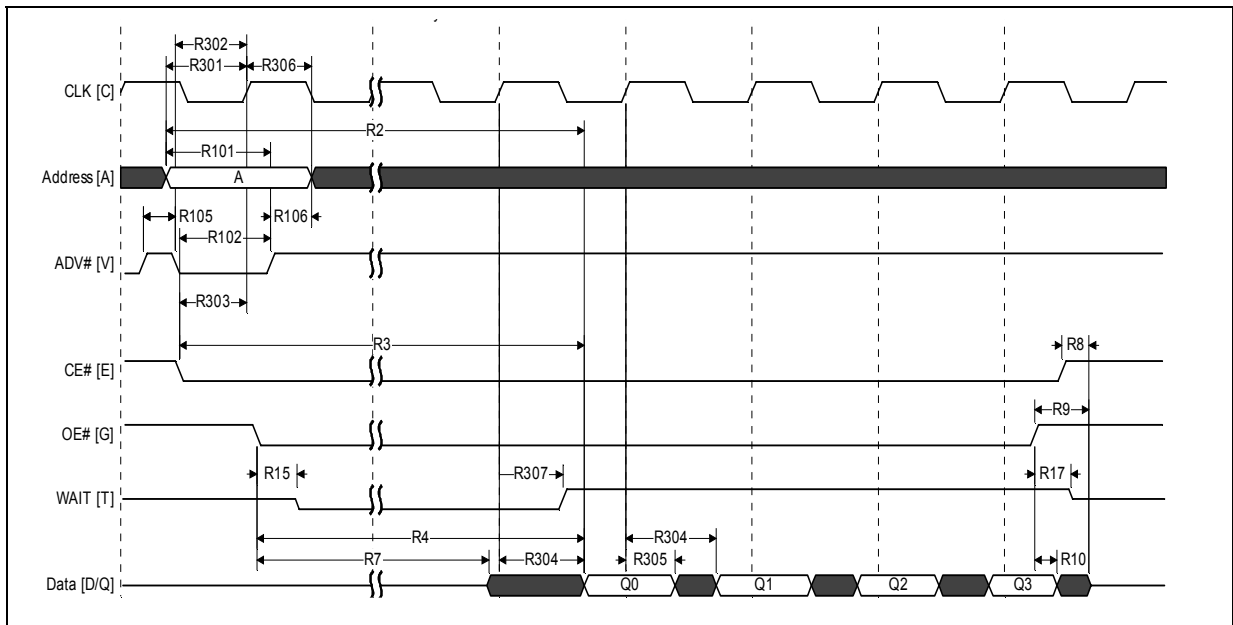 R302
R301 R306
CLK [C]
R2
R101
Address [A] A
R105 R106
R102
ADV# [V]
R303
R3 R8
CE# [E]
R9
OE# [G]
R15 R307 R17
WAIT [T]
R4 R304
R7 R304 R305 R10
Data [D/Q] Q0 Q1 Q2 Q3